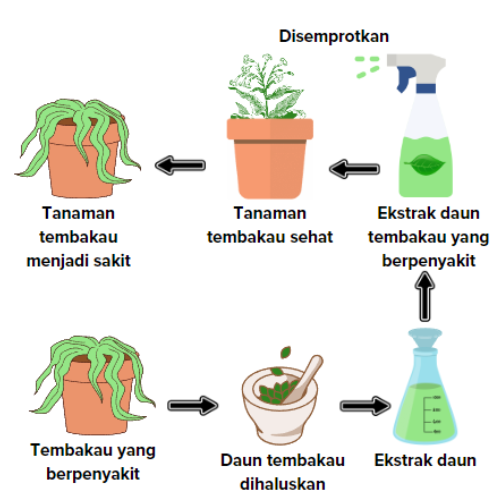 Disemprotkan
Tanaman
tembakau
menjadi sakit
Tanaman
tembakau sehat
Ekstrak daun
tembakau yang
berpenyakit
Tembakau yang
berpenyakit
Daun tembakau
dihaluskan
Ekstrak daun